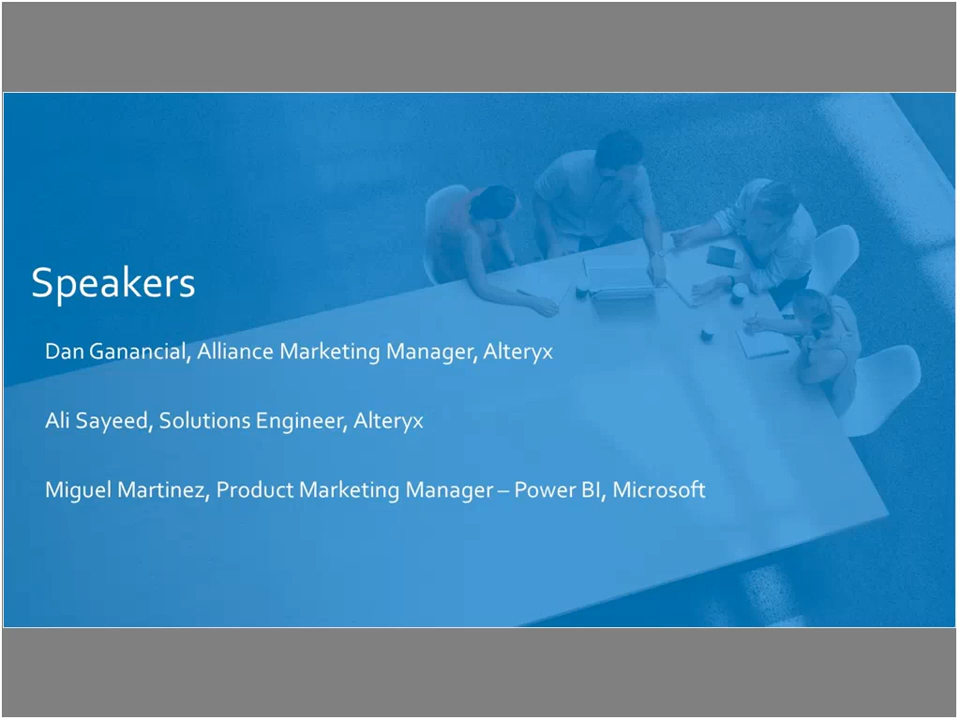 Speakers
Dan Ganancial, Alliance Marketing Manager, Alteryx
Ali Sayeed, Solutions Engineer, Alteryx
Miguel Martinez, Product Marketing Manager – Power BI, Microsoft